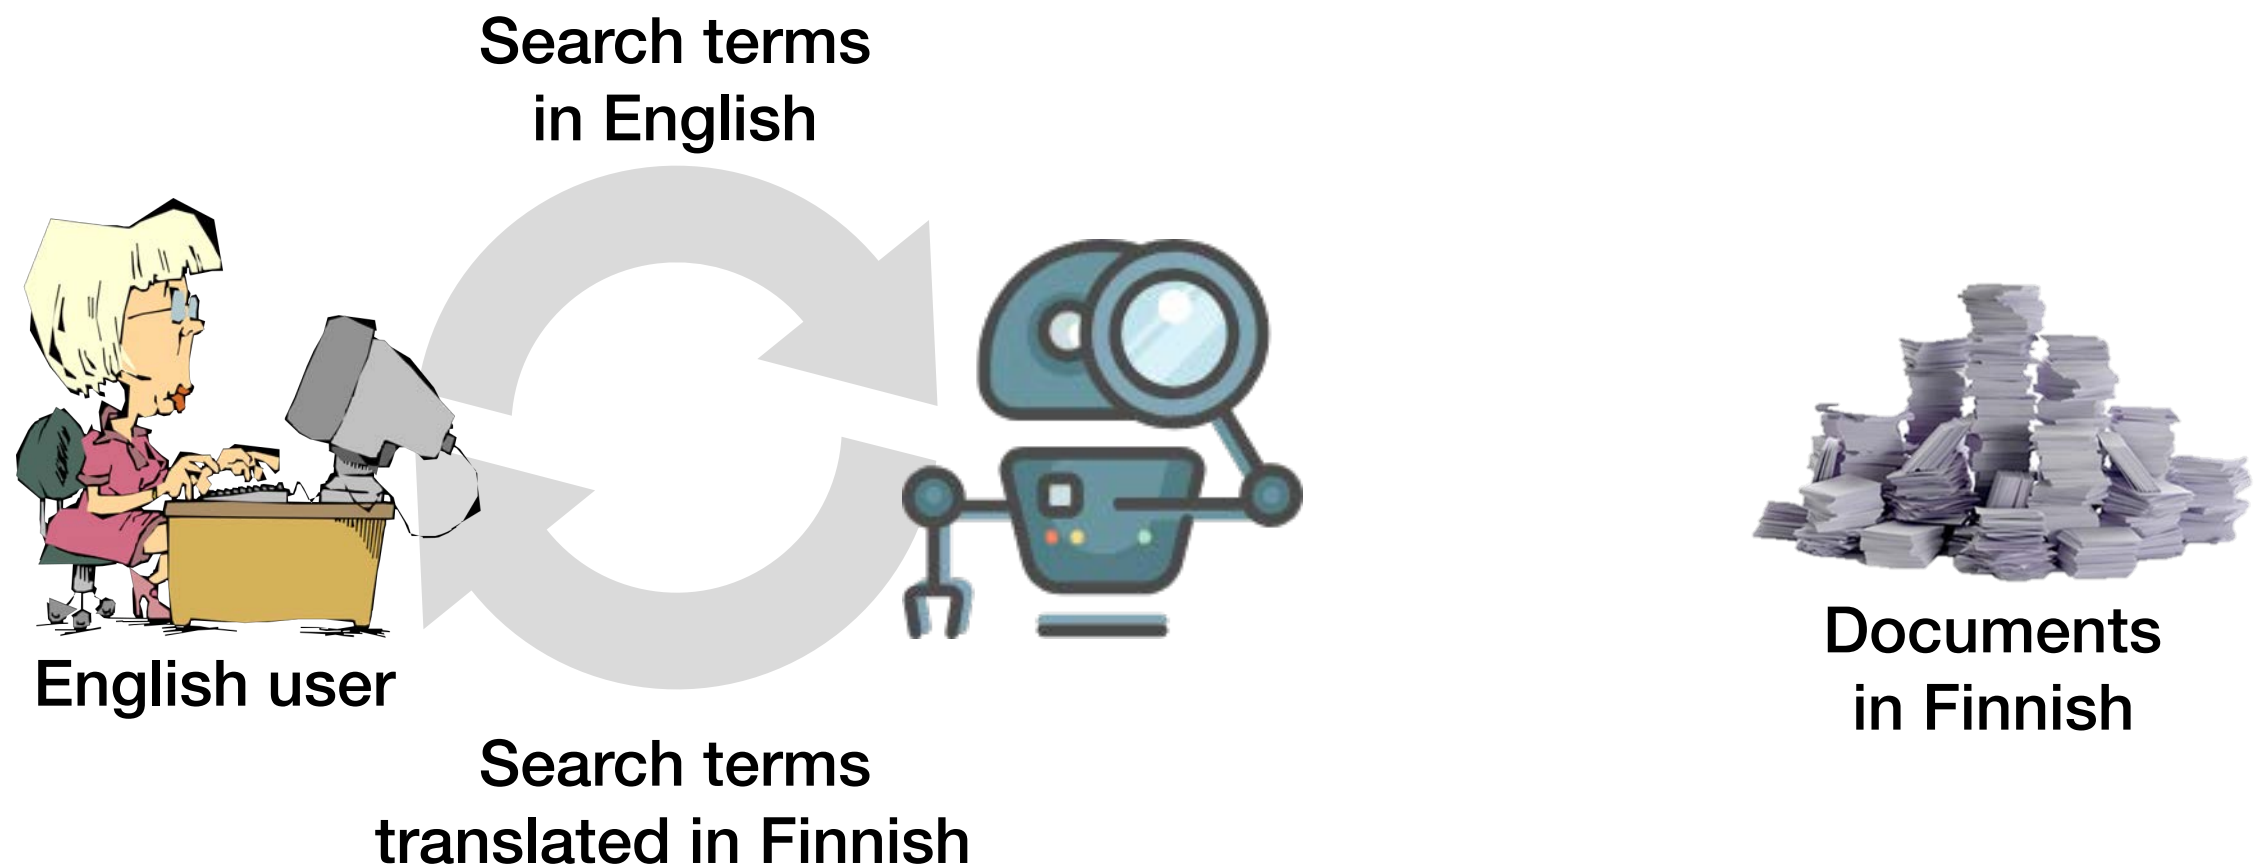 Search terms
in English
English user
Search terms
translated in Finnish
Documents
in Finnish